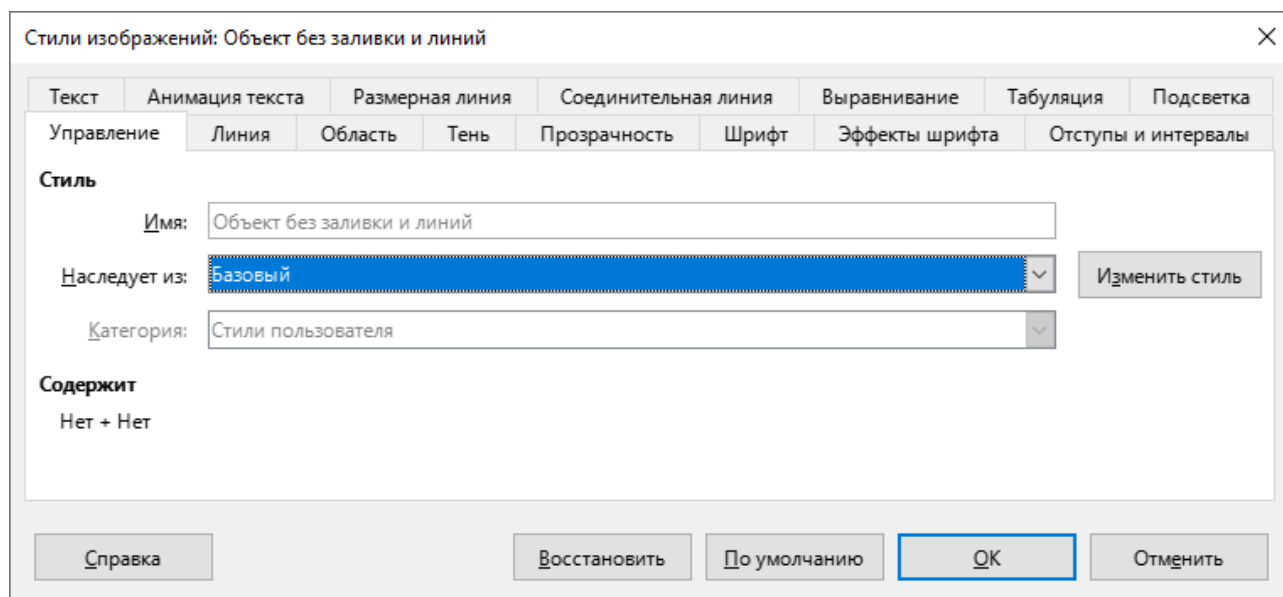 Стили изображений: Объект без заливки и линий
Текст Анимация текста Размерная линия Соединительная линия Выравнивание Табуляция Подсветка
Управление Линия Область Тень Прозрачность Шрифт Эффекты шрифта Отступы и интервалы
Стиль
Имя: Объект без заливки и линий
Наследует из: Базовый Изменить стиль
Категория: Стили пользователя
Содержит
Нет + Нет
Справка Восстановить По умолчанию ОК Отменить